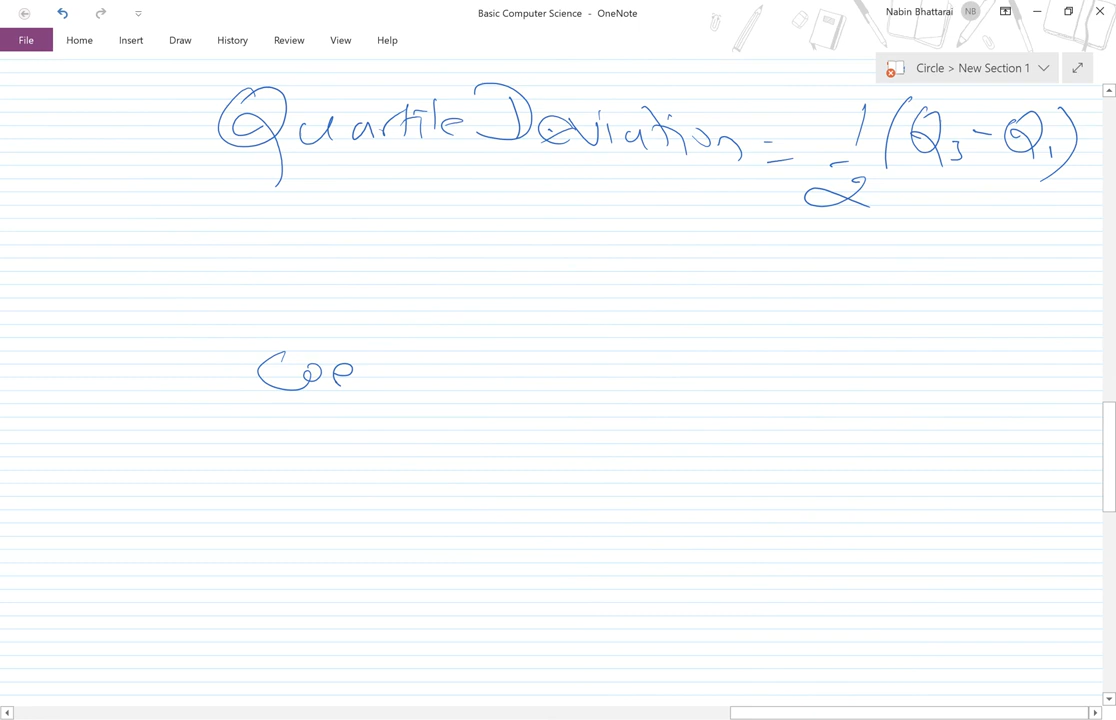 Basic Computer Science - OneNote
Nabin Bhattarai NB
File Home Insert Draw History Review View Help
Circle > New Section 1
Quartile Deviation = 1/2 (Q₃ - Q₁)
Coe